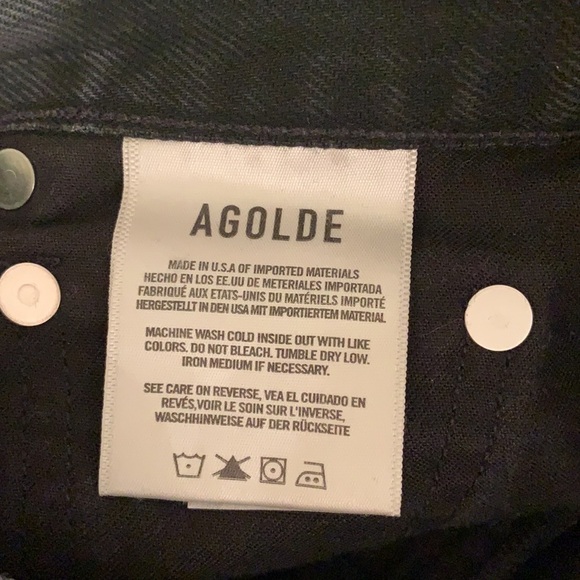 AGOLDE
MADE IN U.S.A OF IMPORTED MATERIALS
HECHO EN LOS EE.UU DE METERIALES IMPORTADA
FABRIQUÉ AUX ETATS-UNIS DU MATÉRIELS IMPORTÉ
HERGESTELLT IN DEN USA MIT IMPORTIERTEM MATERIAL
MACHINE WASH COLD INSIDE OUT WITH LIKE
COLORS. DO NOT BLEACH. TUMBLE DRY LOW.
IRON MEDIUM IF NECESSARY.
SEE CARE ON REVERSE, VEA EL CUIDADO EN
REVÉS,VOIR LE SOIN SUR L'INVERSE,
WASCHHINWEISE AUF DER RÜCKSEITE